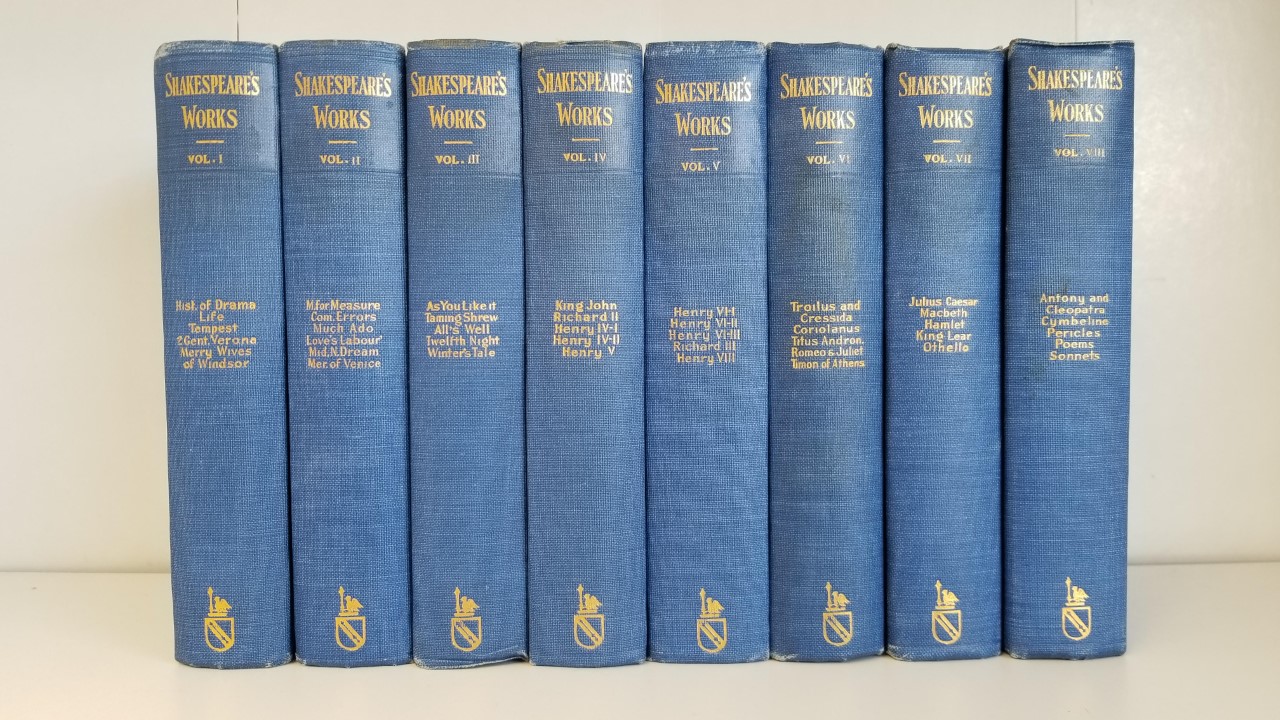 SHAKESPEARE'S
WORKS
VOL. I
Hist. of Drama
Life
Tempest
2 Gent. Verona
Merry Wives
of Windsor
SHAKESPEARE'S
WORKS
VOL. II
M. for Measure
Com. Errors
Much Ado
Love's Labour'
Mid. N. Dream
Mer. of Venice
SHAKESPEARE'S
WORKS
VOL. III
As You Like it
Taming Shrew
All's Well
Twelfth Night
Winter's Tale
SHAKESPEARE'S
WORKS
VOL. IV
King John
Richard II
Henry IV-I
Henry IV-II
Henry V
SHAKESPEARE'S
WORKS
VOL. V
Henry VI-I
Henry VI-II
Henry VI-III
Richard III
Henry VIII
SHAKESPEARE'S
WORKS
VOL. VI
Troilus and
Cressida
Coriolanus
Titus Andron.
Romeo & Juliet
Timon of Athens
SHAKESPEARE'S
WORKS
VOL. VII
Julius Caesar
Macbeth
Hamlet
King Lear
Othello
SHAKESPEARE'S
WORKS
VOL. VIII
Antony and
Cleopatra
Cymbeline
Pericles
Poems
Sonnets